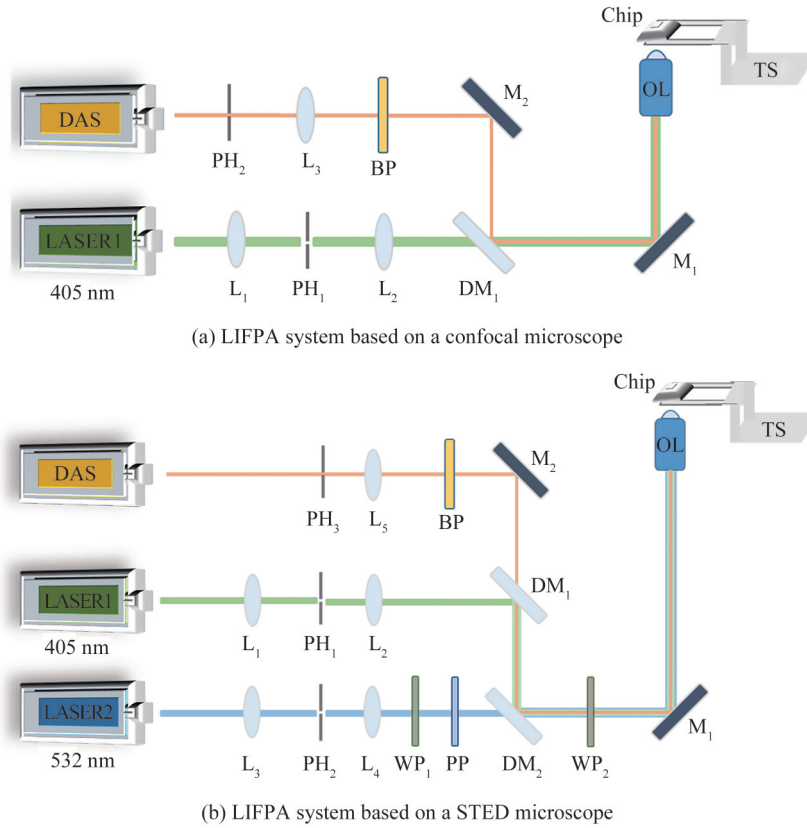 Chip
TS
OL
M₂
DAS
PH₂
L₃
BP
LASER1
405 nm
L₁
PH₁
L₂
DM₁
M₁
(a) LIFPA system based on a confocal microscope
Chip
TS
OL
M₂
DAS
PH₃
L₅
BP
DM₁
LASER1
405 nm
L₁
PH₁
L₂
LASER2
532 nm
L₃
PH₂
L₄
WP₁
PP
DM₂
WP₂
M₁
(b) LIFPA system based on a STED microscope